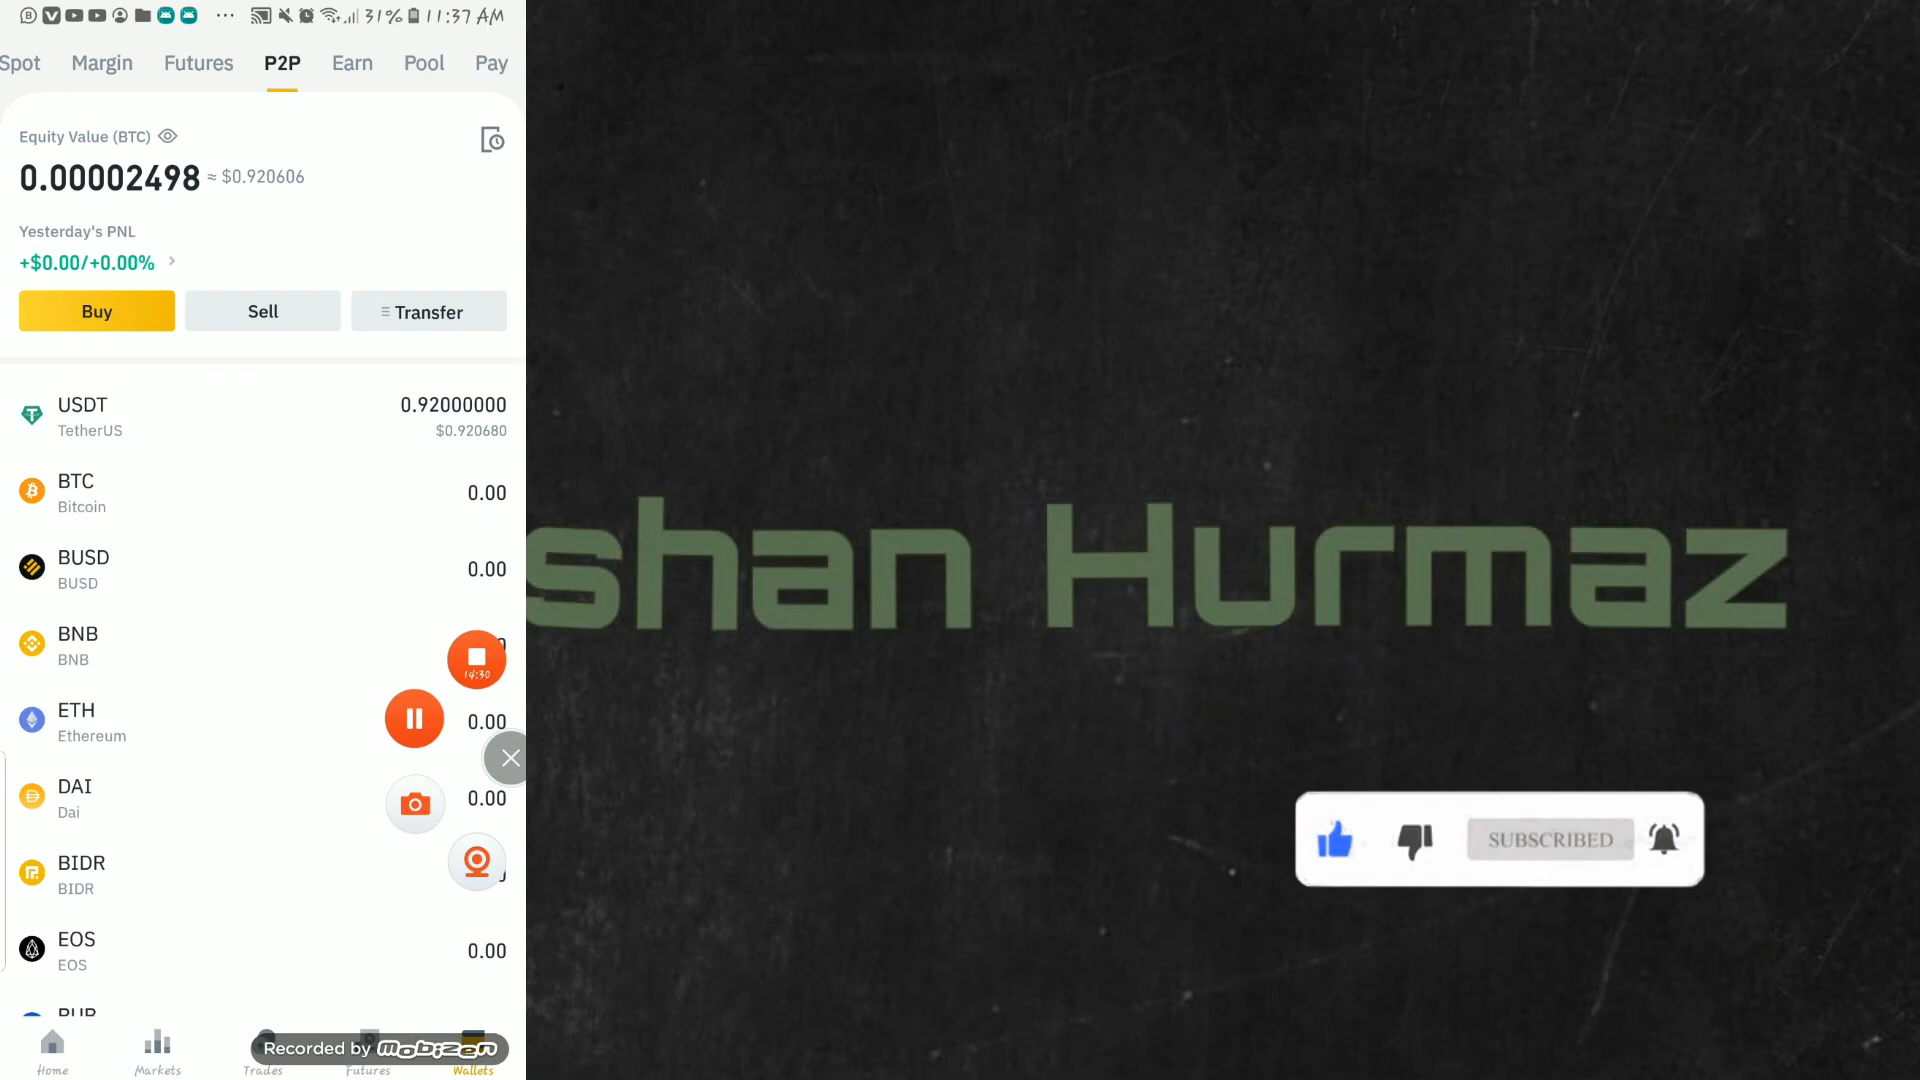 31% 11:37 AM
Spot Margin Futures P2P Earn Pool Pay
Equity Value (BTC)
0.00002498 ≈ $0.920606
Yesterday's PNL
+$0.00/+0.00%
Buy Sell Transfer
USDT 0.92000000
TetherUS $0.920680
BTC
Bitcoin 0.00
BUSD
BUSD 0.00
BNB
BNB
14:30
ETH
Ethereum 0.00
DAI
Dai 0.00
BIDR
BIDR
EOS
EOS 0.00
Recorded by mobizen
Home Markets Trades Futures Wallets
shan Hurmaz
SUBSCRIBED